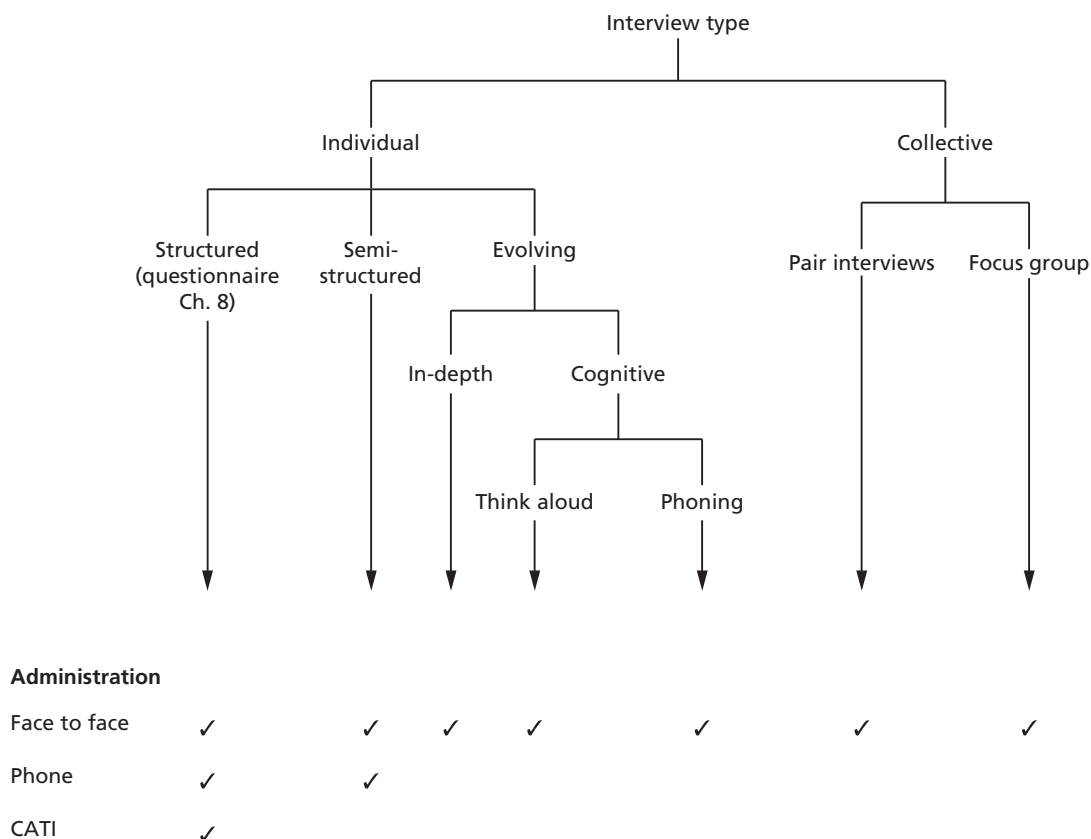 Interview type
Individual
Collective
Structured
(questionnaire
Ch. 8)
Semi-
structured
Evolving
Pair interviews
Focus group
In-depth
Cognitive
Think aloud
Phoning
Administration
Face to face ✓ ✓ ✓ ✓ ✓ ✓ ✓
Phone ✓ ✓
CATI ✓